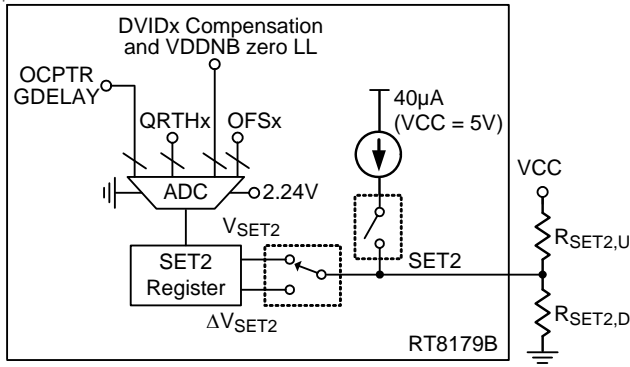 DVIDx Compensation
and VDDNB zero LL
OCPTR
GDELAY
QRTHx
OFSx
40µA
(VCC = 5V)
VCC
ADC
2.24V
VSET2
SET2
Register
SET2
RSET2,U
ΔVSET2
RSET2,D
RT8179B